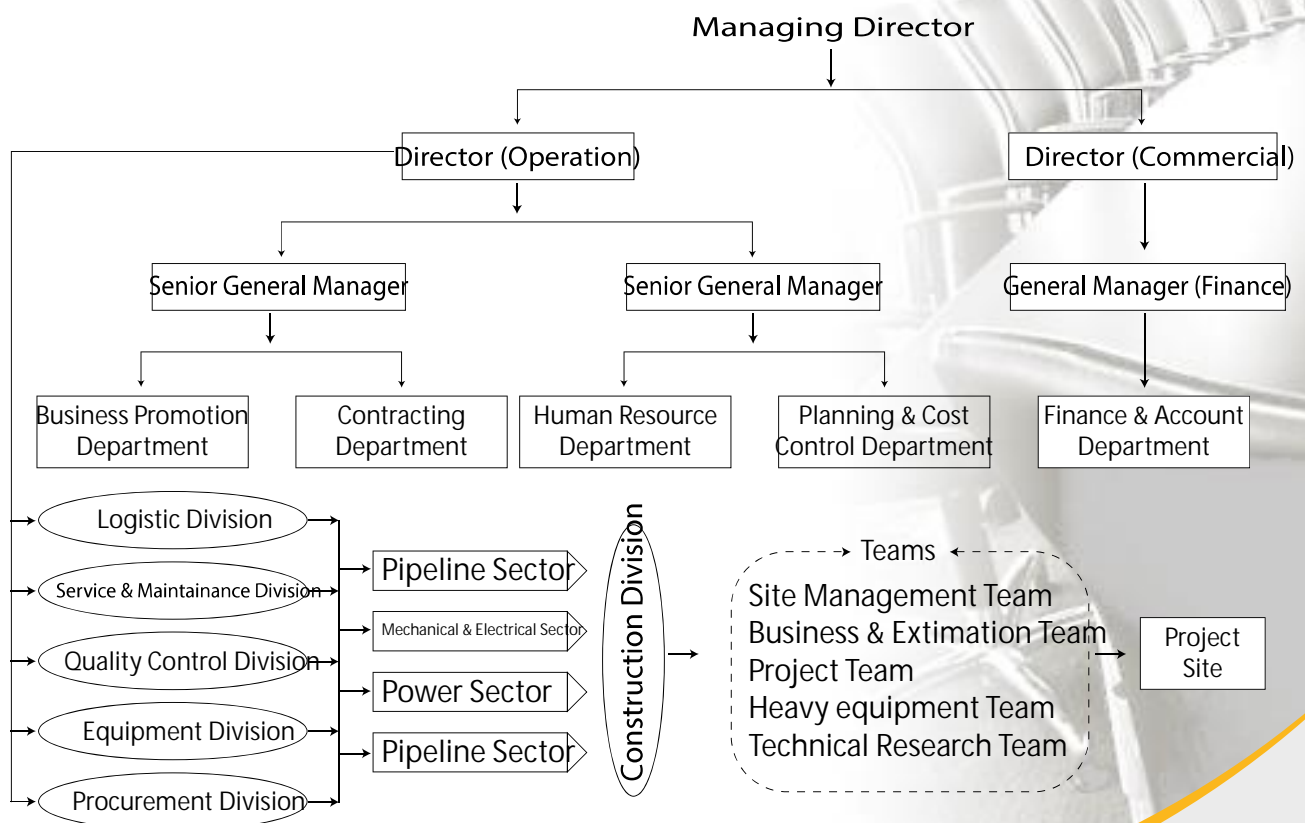 Managing Director
Director (Operation)
Director (Commercial)
Senior General Manager
Senior General Manager
General Manager (Finance)
Business Promotion
Department
Contracting
Department
Human Resource
Department
Planning & Cost
Control Department
Finance & Account
Department
Logistic Division
Service & Maintainance Division
Quality Control Division
Equipment Division
Procurement Division
Pipeline Sector
Mechanical & Electrical Sector
Power Sector
Pipeline Sector
Construction Division
Teams
Site Management Team
Business & Extimation Team
Project Team
Heavy equipment Team
Technical Research Team
Project
Site